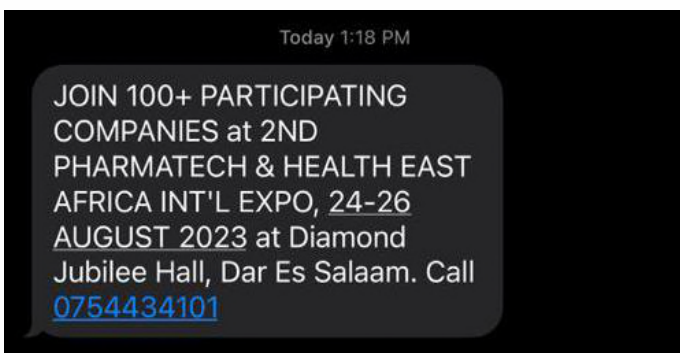 Today 1:18 PM
JOIN 100+ PARTICIPATING
COMPANIES at 2ND
PHARMATECH & HEALTH EAST
AFRICA INT'L EXPO, 24-26
AUGUST 2023 at Diamond
Jubilee Hall, Dar Es Salaam. Call
0754434101